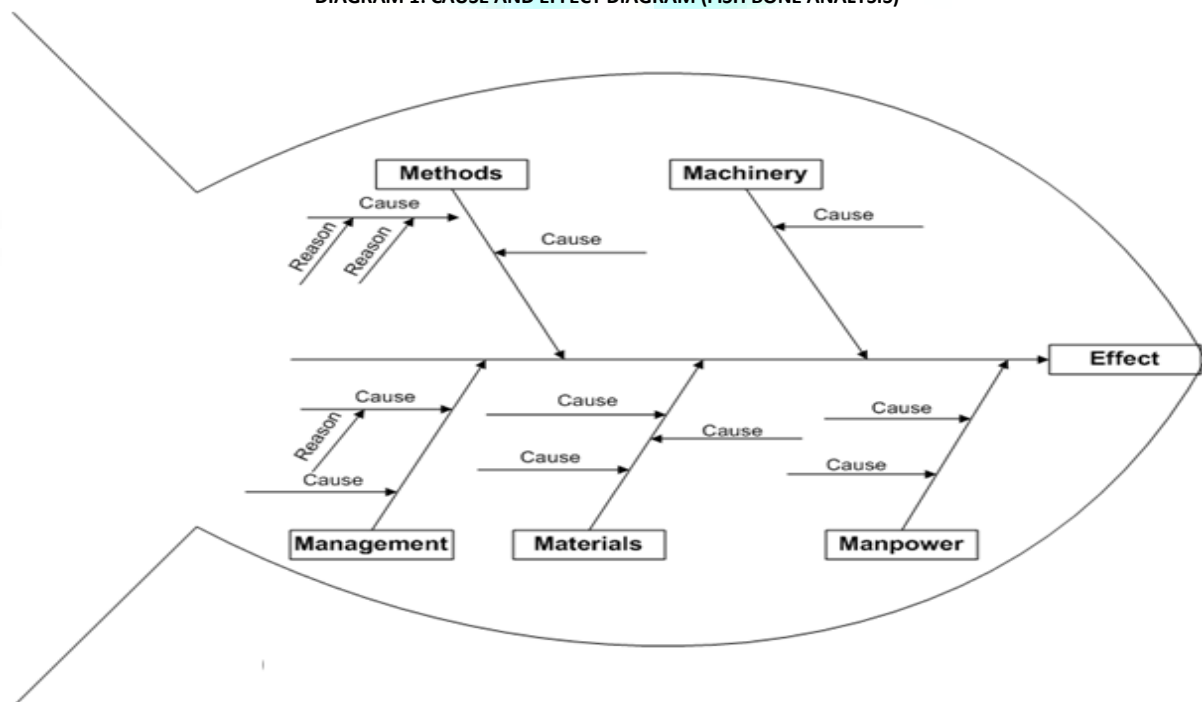 DIAGRAM 1: CAUSE AND EFFECT DIAGRAM (FISH BONE ANALYSIS)
Methods
Machinery
Cause
Cause
Reason
Reason
Cause
Effect
Cause
Cause
Cause
Reason
Cause
Cause
Cause
Cause
Cause
Management
Materials
Manpower